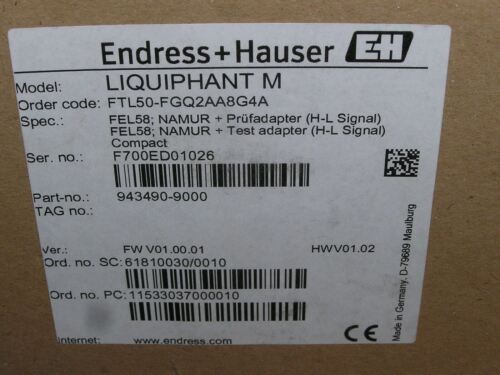 Endress+Hauser EH
Model: LIQUIPHANT M
Order code: FTL50-FGQ2AA8G4A
Spec.: FEL58; NAMUR + Prüfadapter (H-L Signal)
FEL58; NAMUR + Test adapter (H-L Signal)
Compact
Ser. no.: F700ED01026
Part-no.: 943490-9000
TAG no.:
Ver.: FW V01.00.01 HWV01.02
Ord. no. SC: 61810030/0010
Ord. no. PC: 11533037000010
Internet: www.endress.com
CE
Made in Germany, D-79689 Maulburg